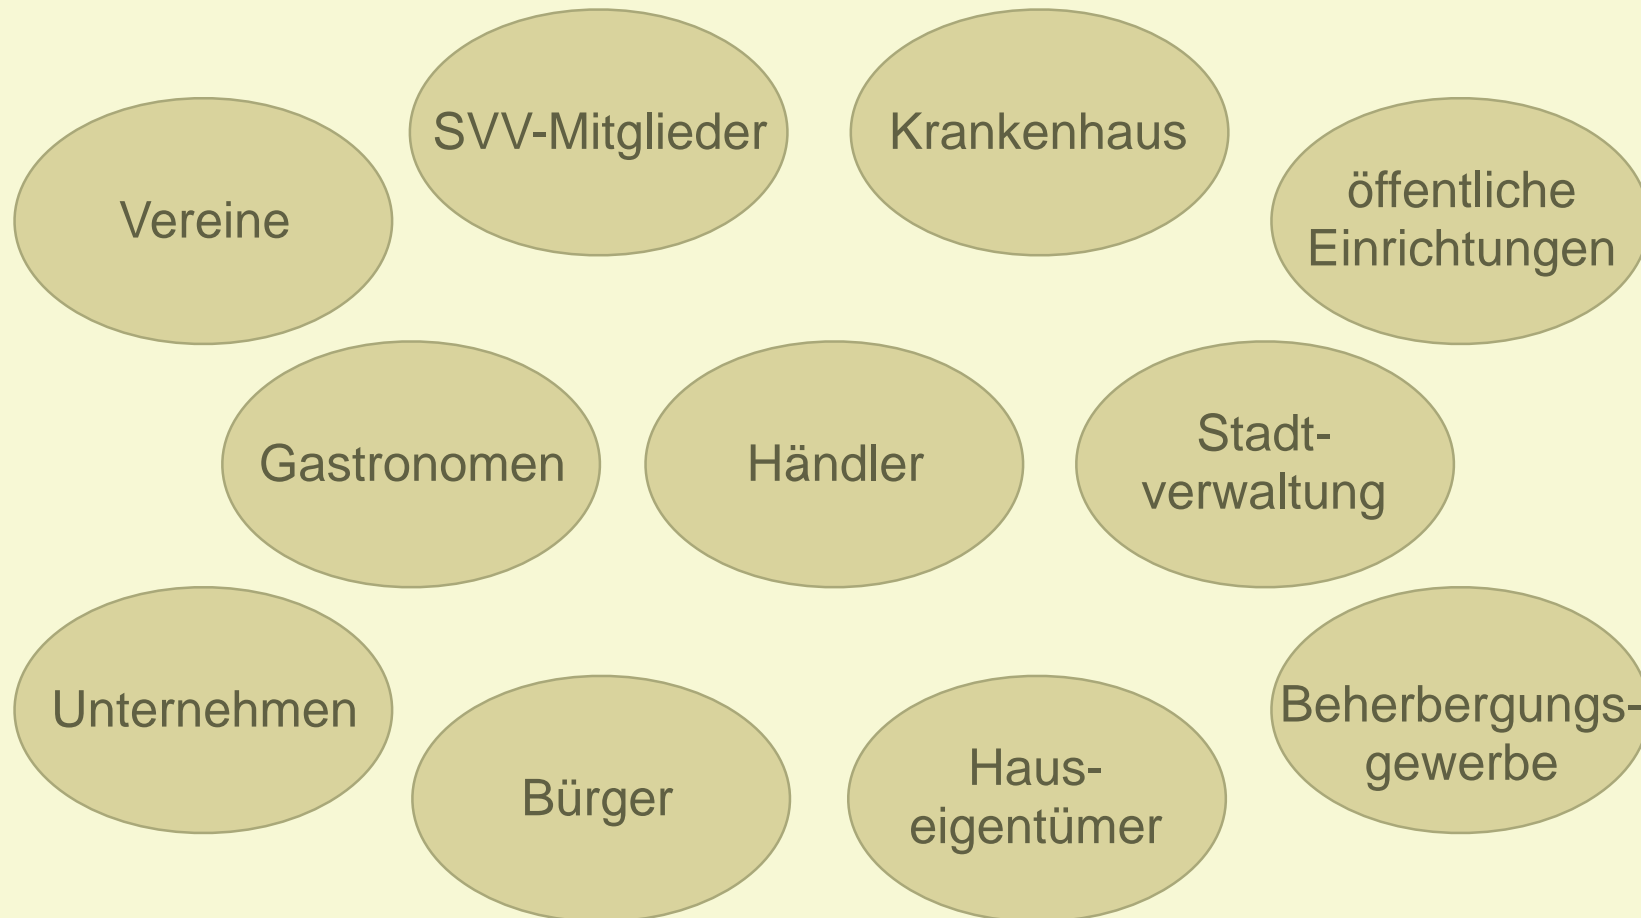 SVV-Mitglieder
Krankenhaus
Vereine
öffentliche
Einrichtungen
Gastronomen
Händler
Stadt-
verwaltung
Unternehmen
Bürger
Haus-
eigentümer
Beherbergungs-
gewerbe